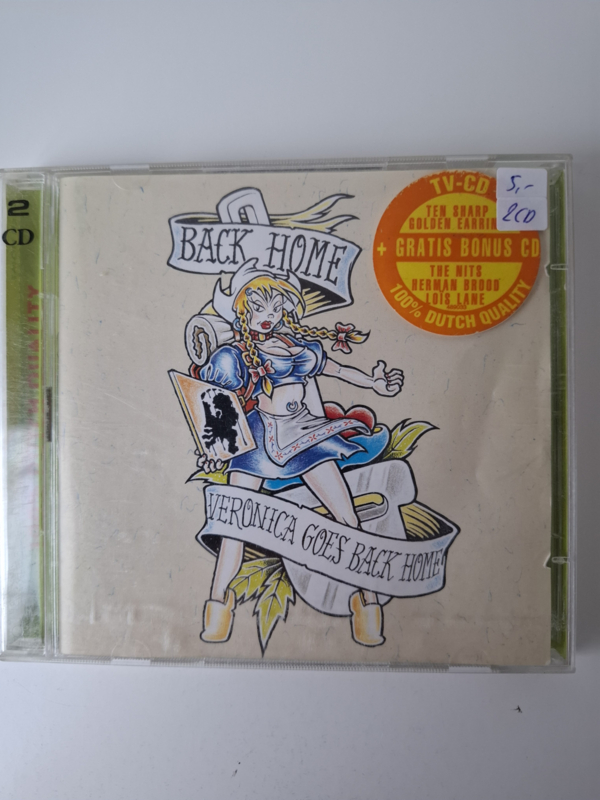 2
CD
BACK HOME
TV-CD
TEN SHARP
GOLDEN
+ GRATIS BONUS CD
THE NITS
HERMAN BROOD
LOIS LANE
100% DUTCH QUALITY
5,-
2CD
VERONICA GOES BACK HOME